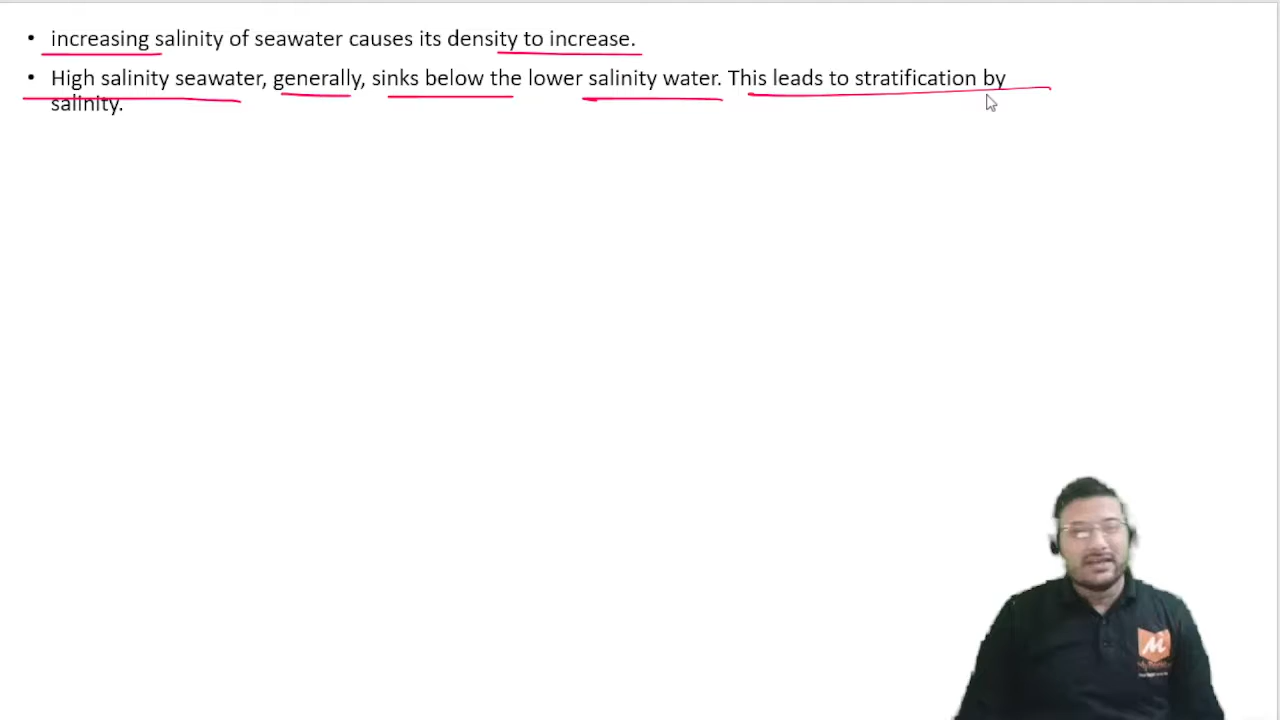 • increasing salinity of seawater causes its density to increase.
• High salinity seawater, generally, sinks below the lower salinity water. This leads to stratification by
salinity.